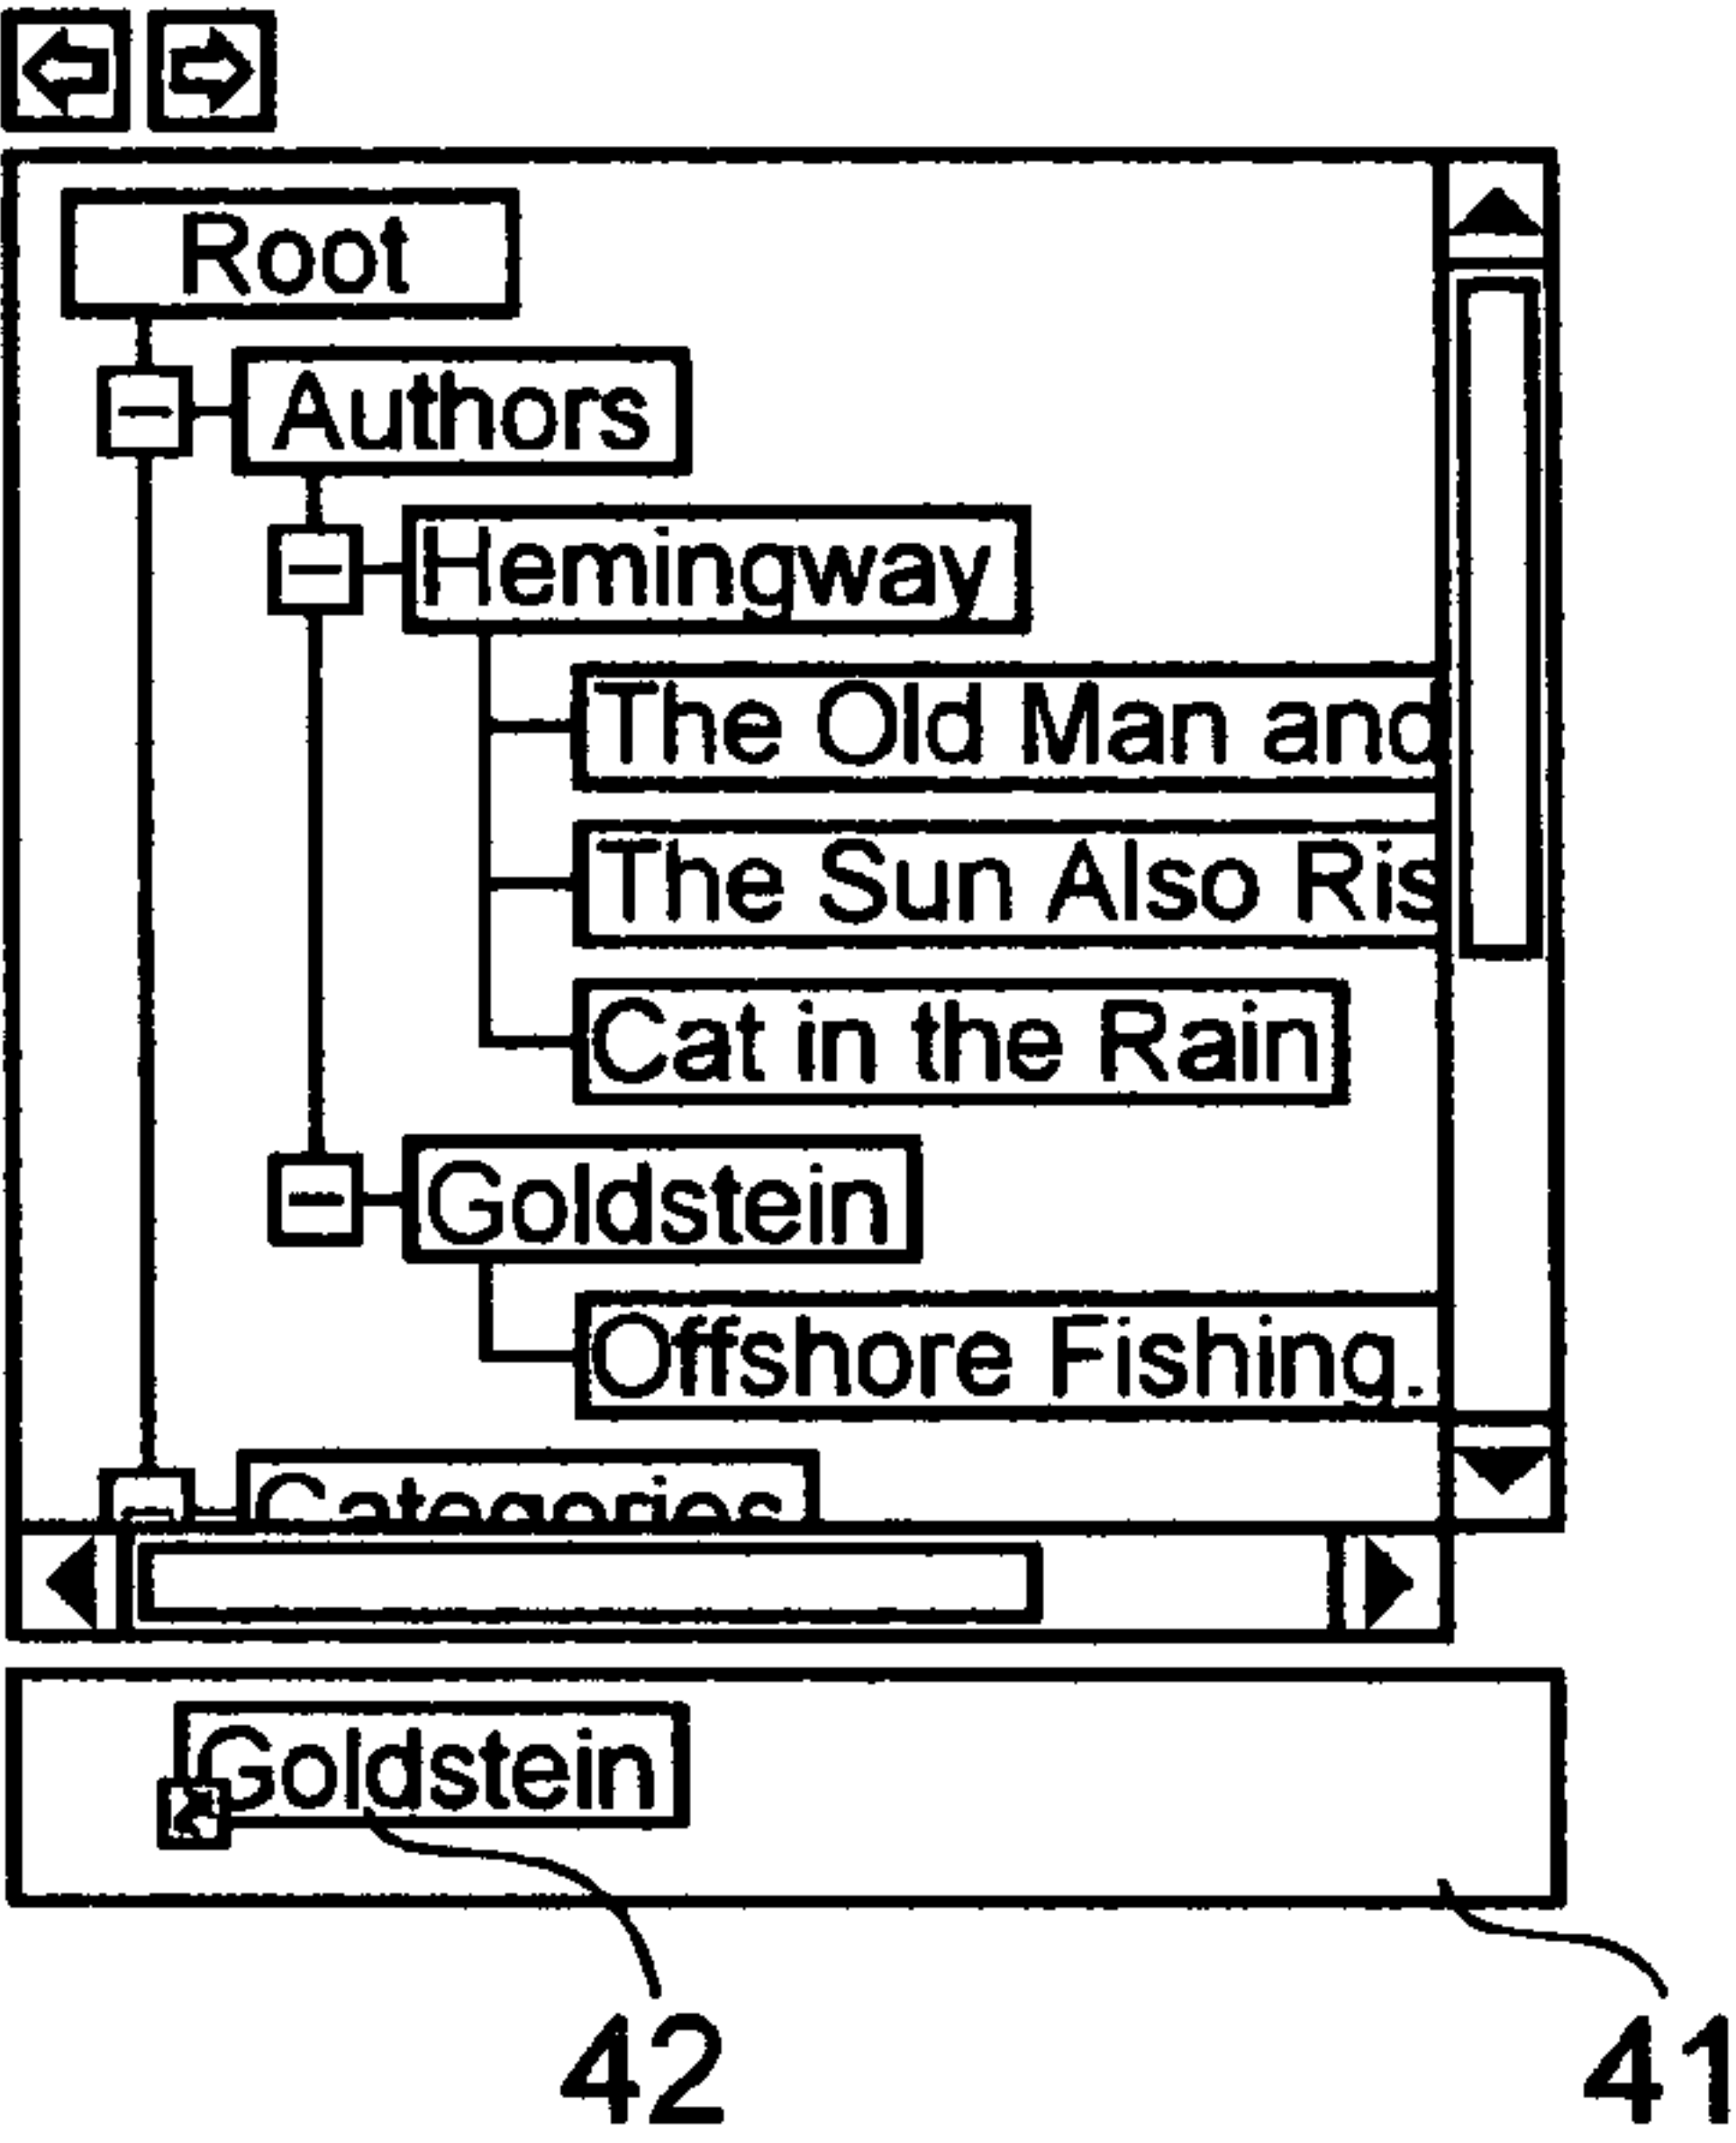 Root
Authors
Hemingway
The Old Man and
The Sun Also Ris
Cat in the Rain
Goldstein
Offshore Fishing.
Categories
Goldstein
42
41